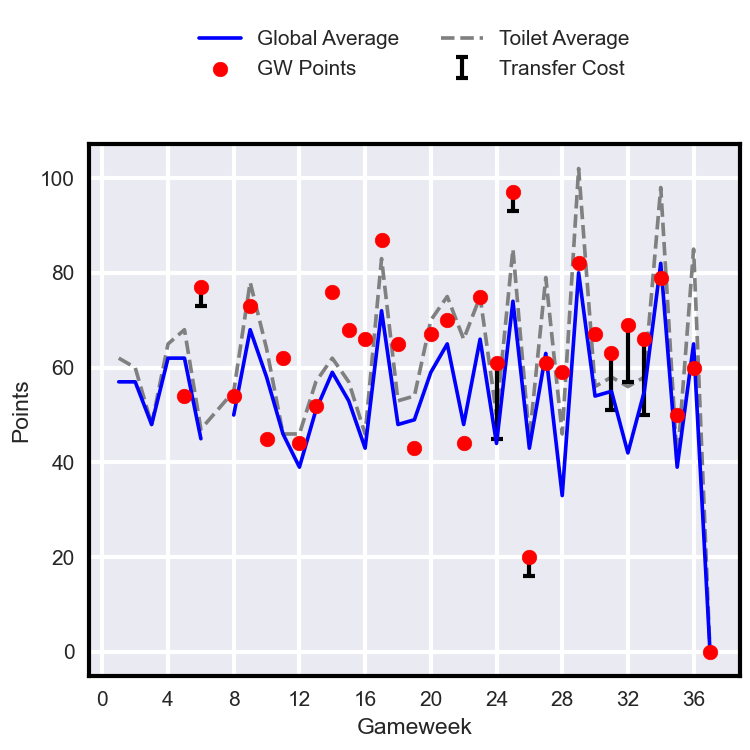 Global Average
Toilet Average
GW Points
Transfer Cost
100
80
60
40
20
0
Points
0 4 8 12 16 20 24 28 32 36
Gameweek